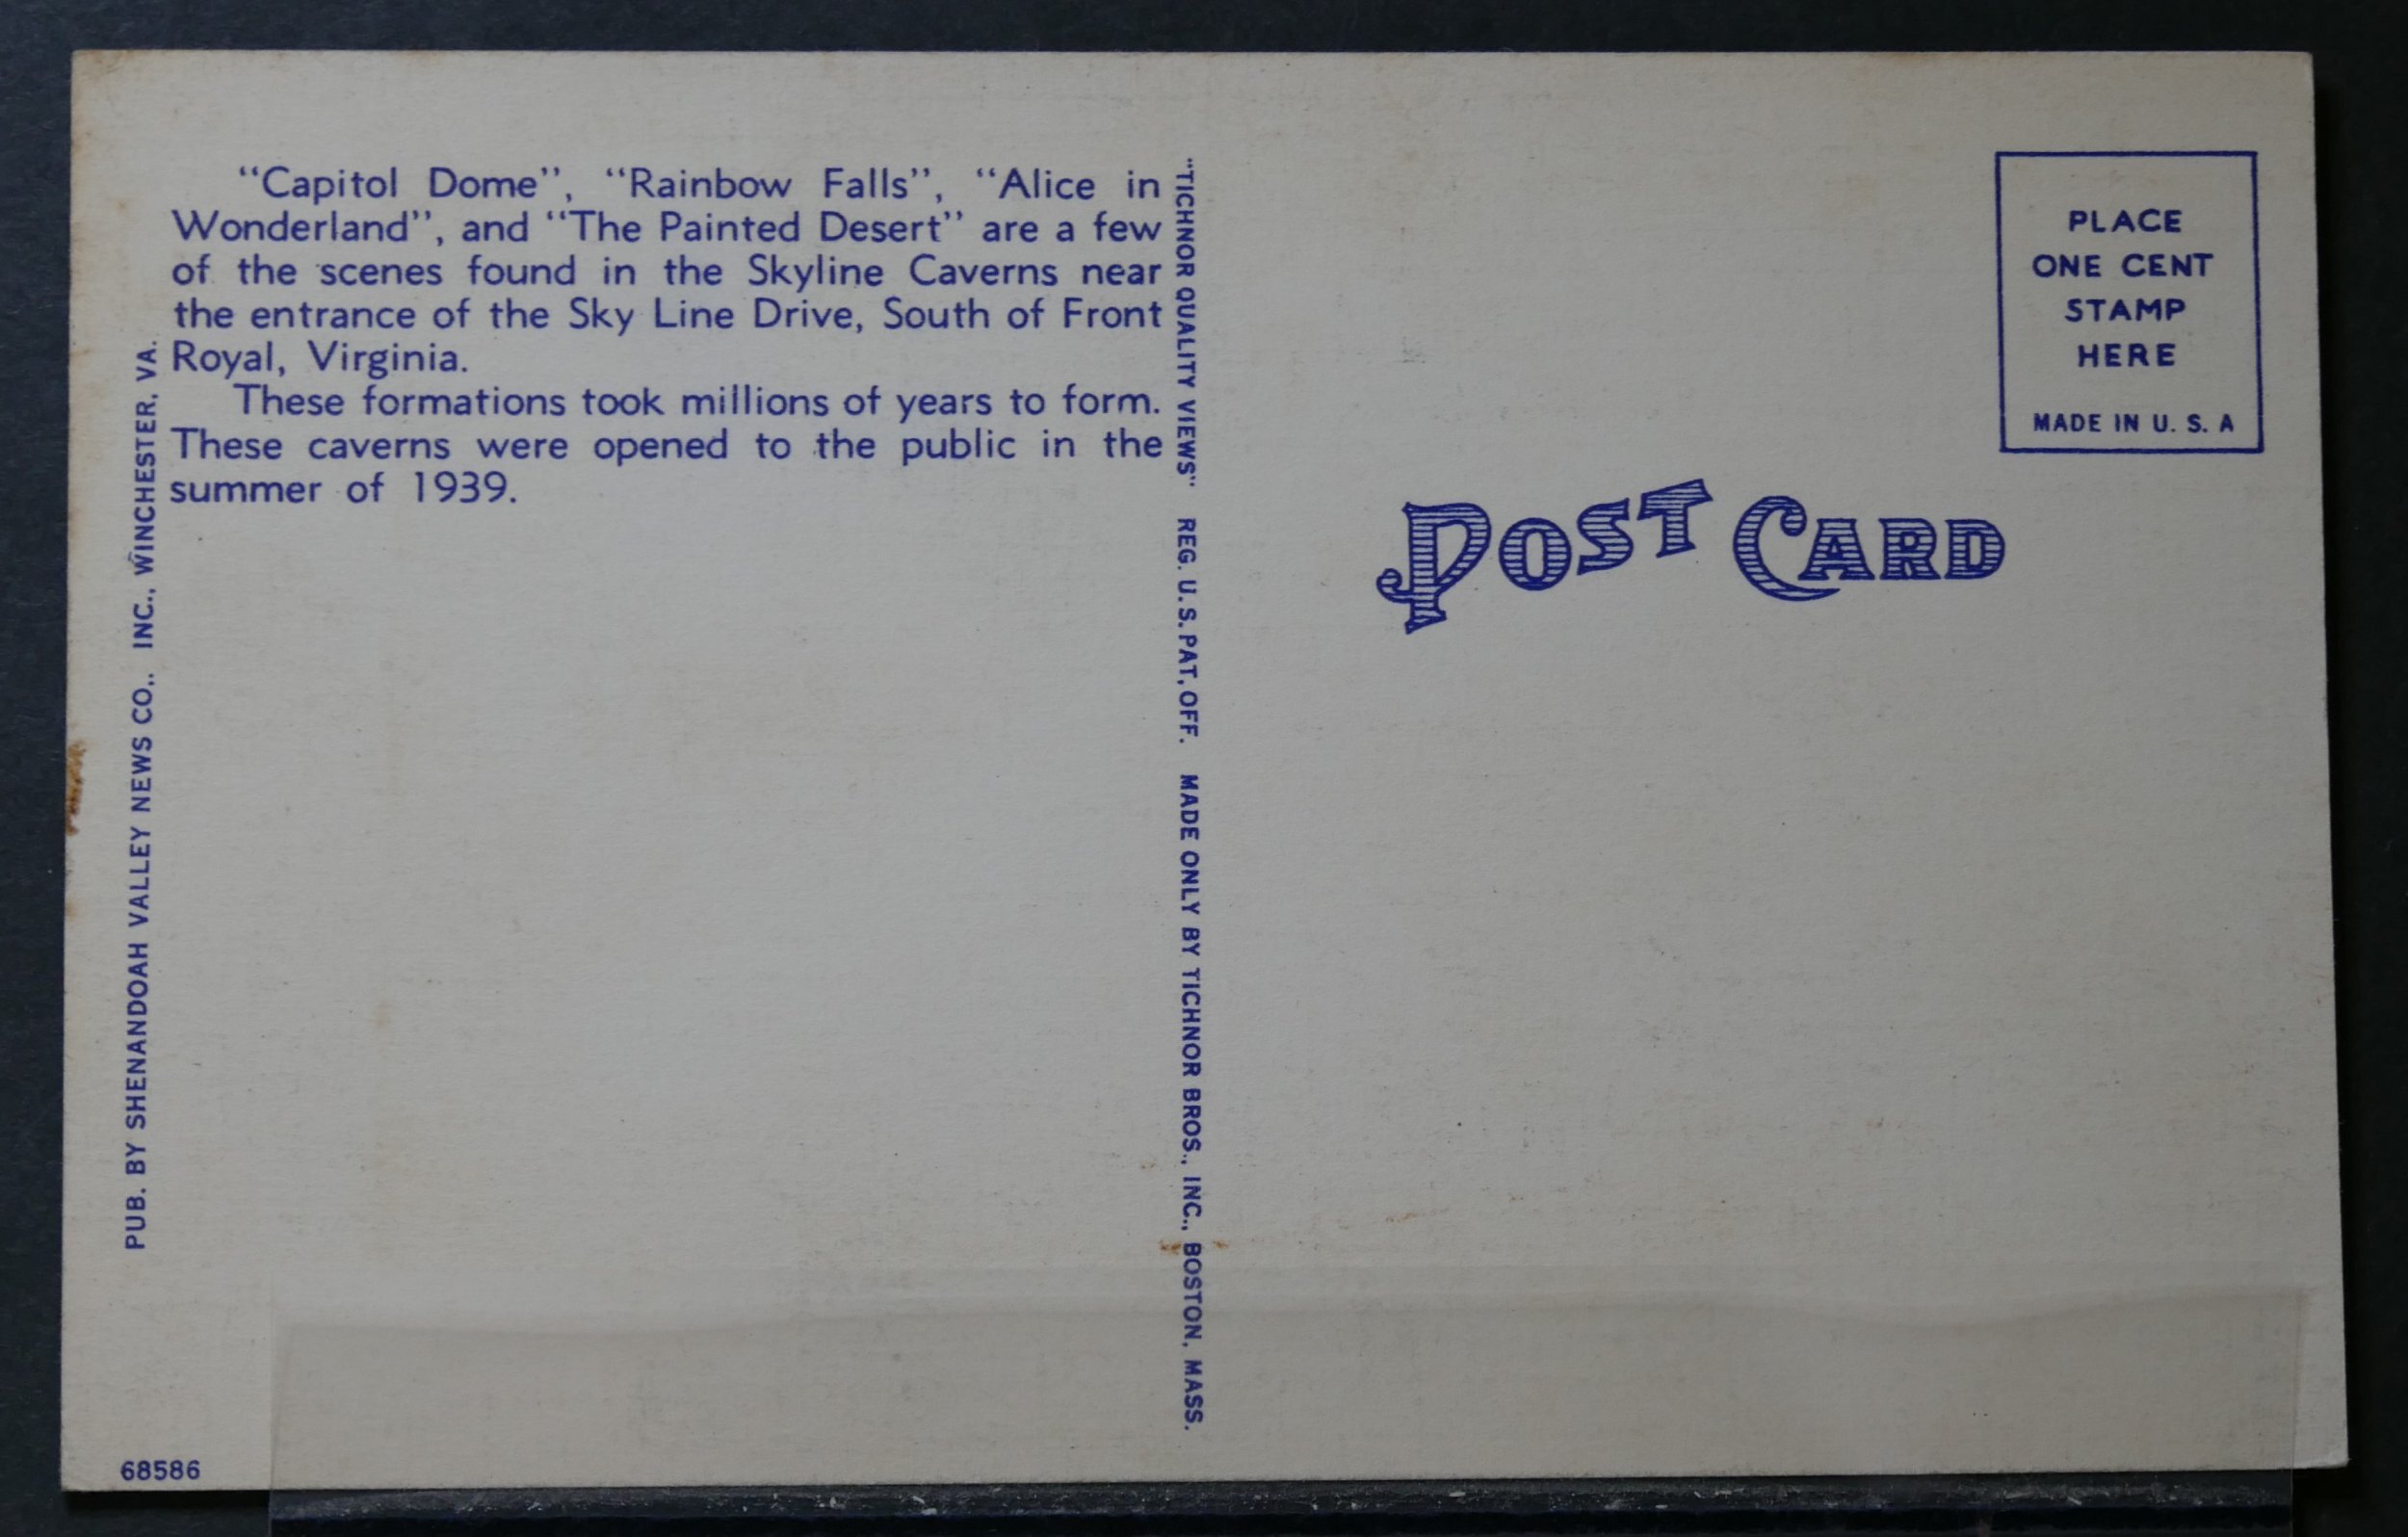 “Capitol Dome”, “Rainbow Falls”, “Alice in
Wonderland”, and “The Painted Desert” are a few
of the scenes found in the Skyline Caverns near
the entrance of the Sky Line Drive, South of Front
Royal, Virginia.
These formations took millions of years to form.
These caverns were opened to the public in the
summer of 1939.
PUB. BY SHENANDOAH VALLEY NEWS CO., INC., WINCHESTER, VA.
68586
"TICHNOR QUALITY VIEWS" REG. U.S. PAT. OFF. MADE ONLY BY TICHNOR BROS., INC., BOSTON, MASS.
POST CARD
PLACE
ONE CENT
STAMP
HERE
MADE IN U. S. A